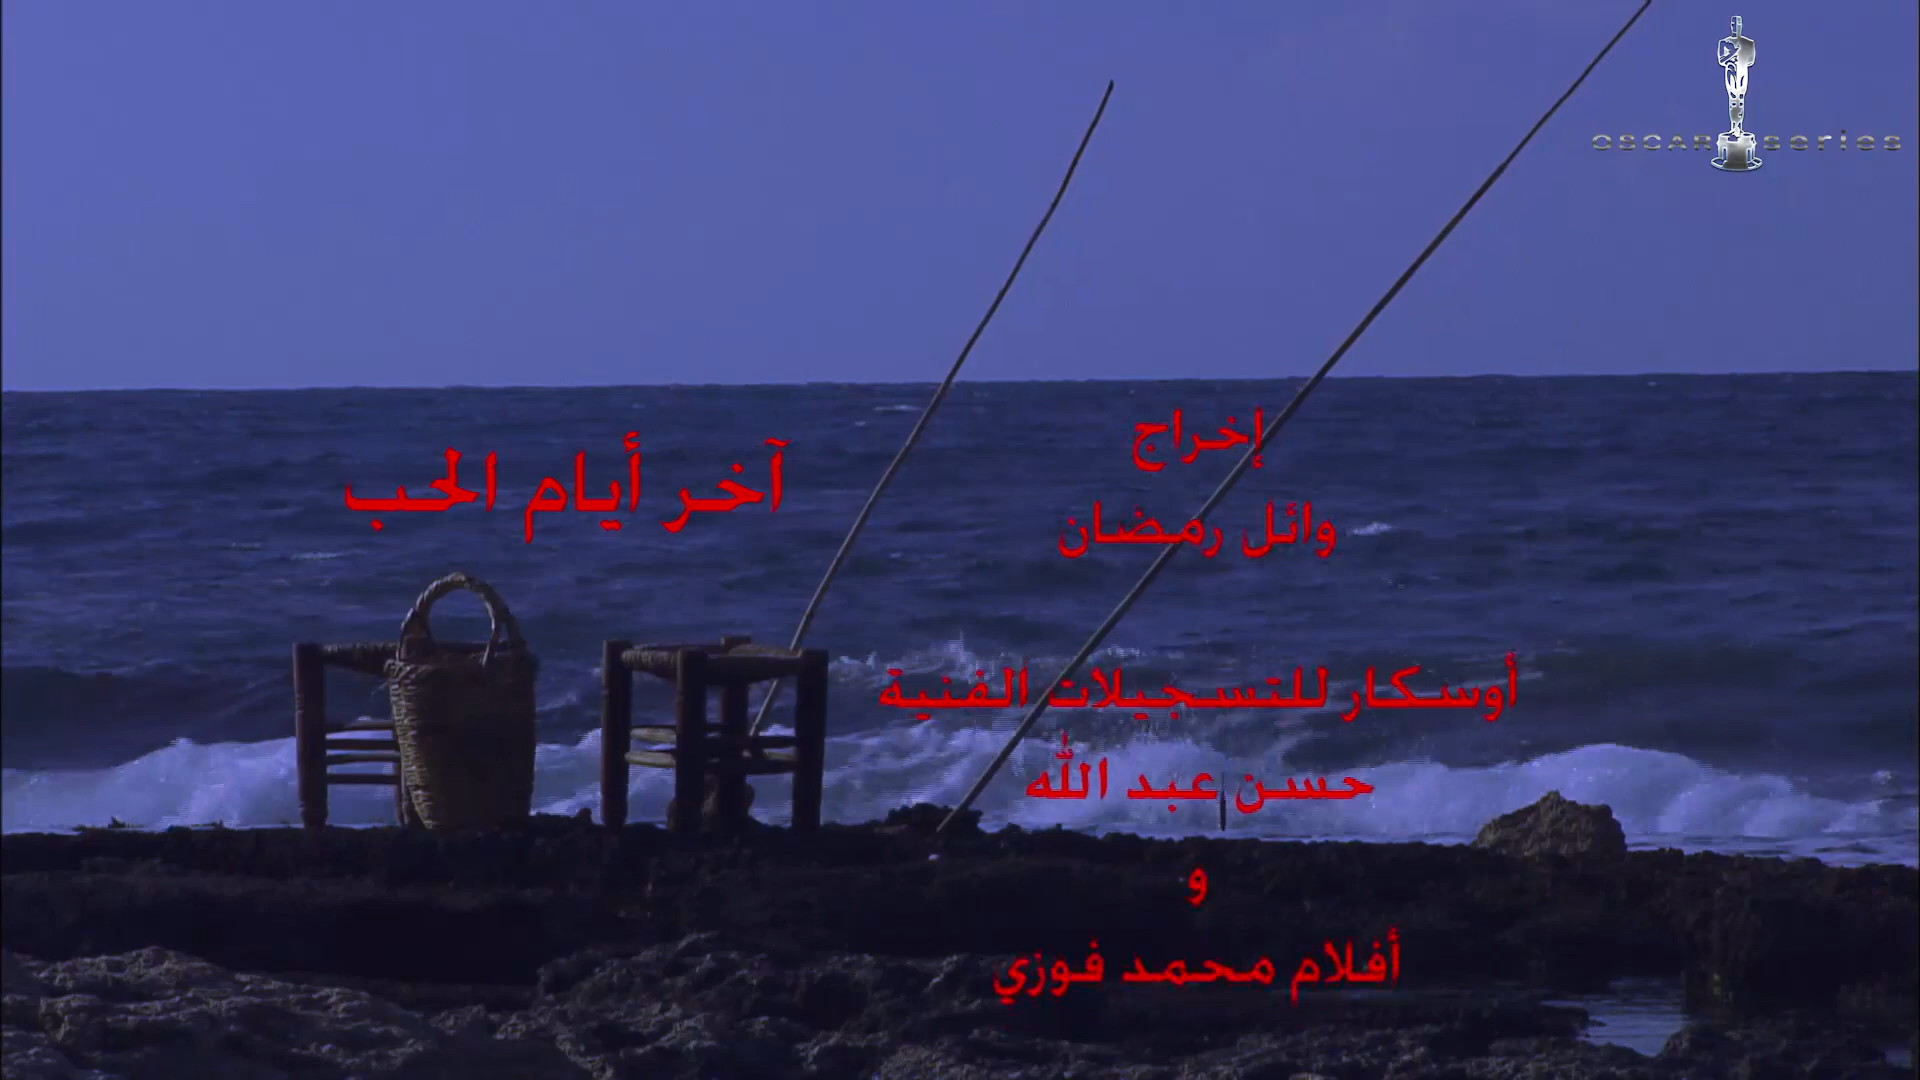 OSCAR series
إخراج
آخر أيام الحب
وائل رمضان
أوسكار للتسجيلات الفنية
حسن عبد الله
و
أفلام محمد فوزي